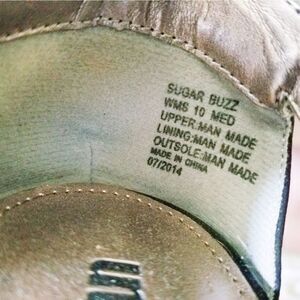 SUGAR BUZZ
WMS 10 MED
UPPER:MAN MADE
LINING:MAN MADE
OUTSOLE:MAN MADE
MADE IN CHINA
07/2014